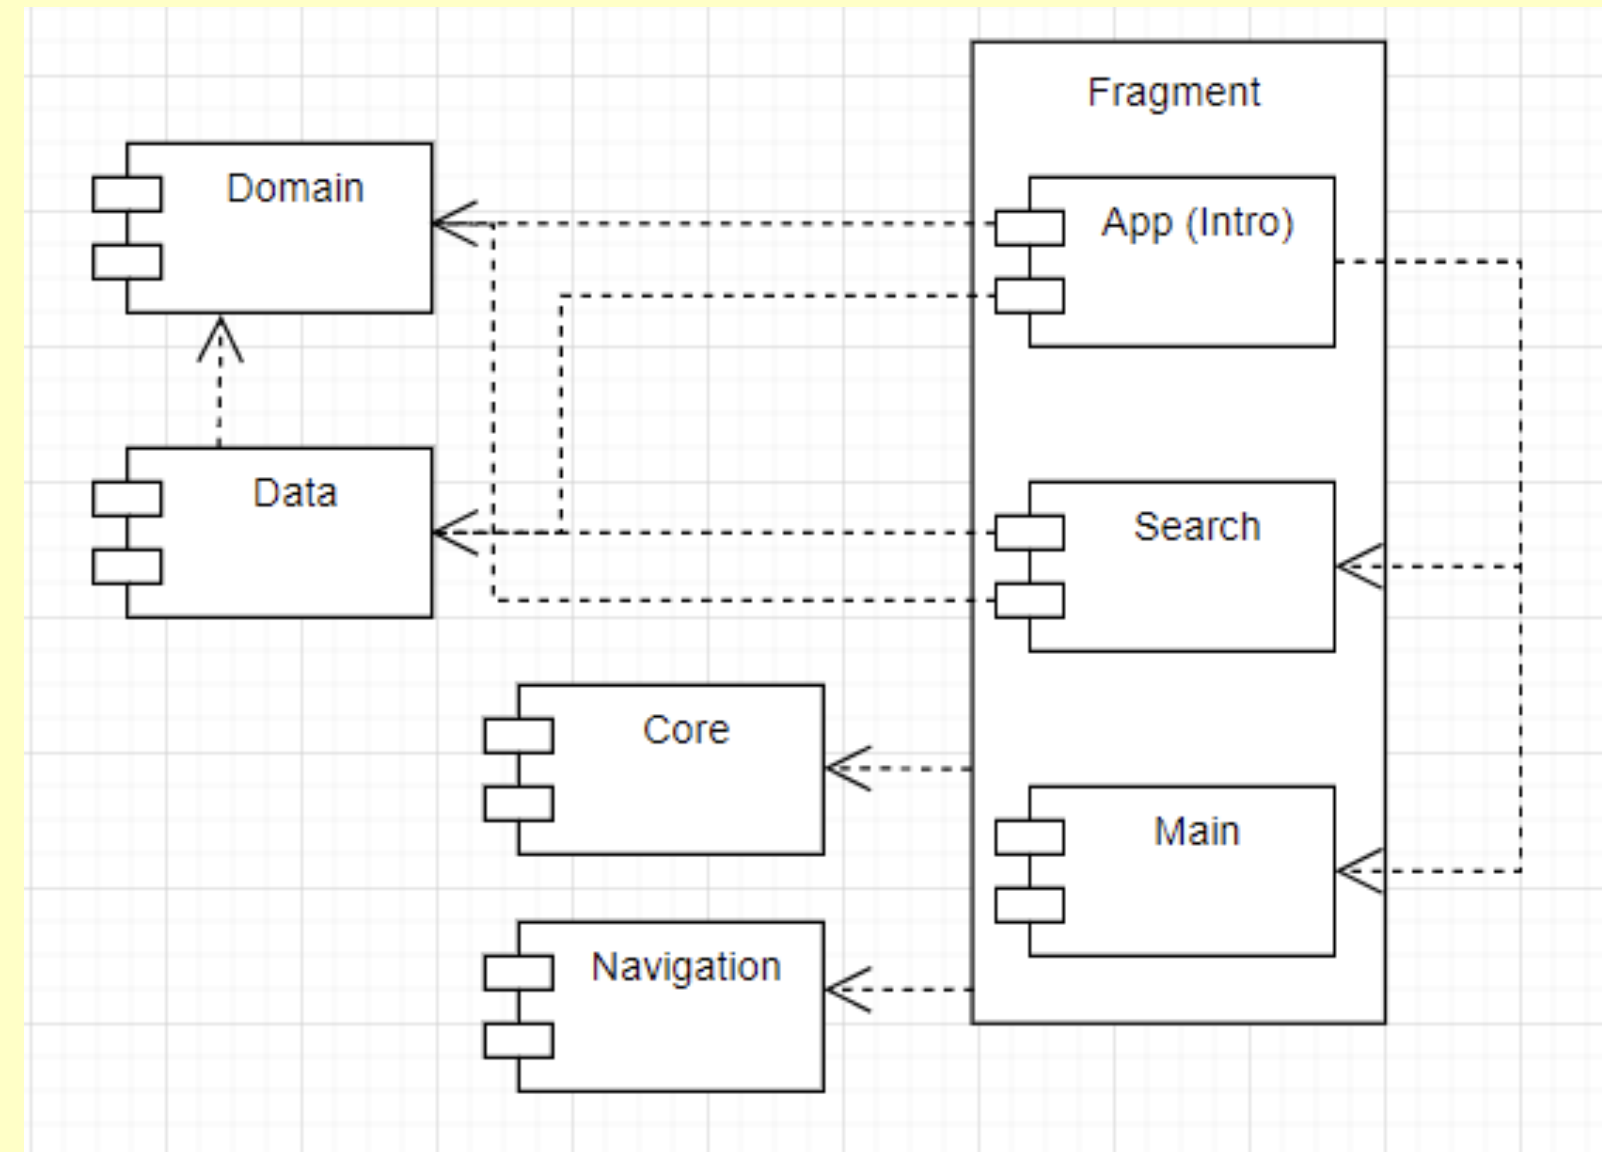 Fragment
Domain
App (Intro)
Data
Search
Core
Main
Navigation